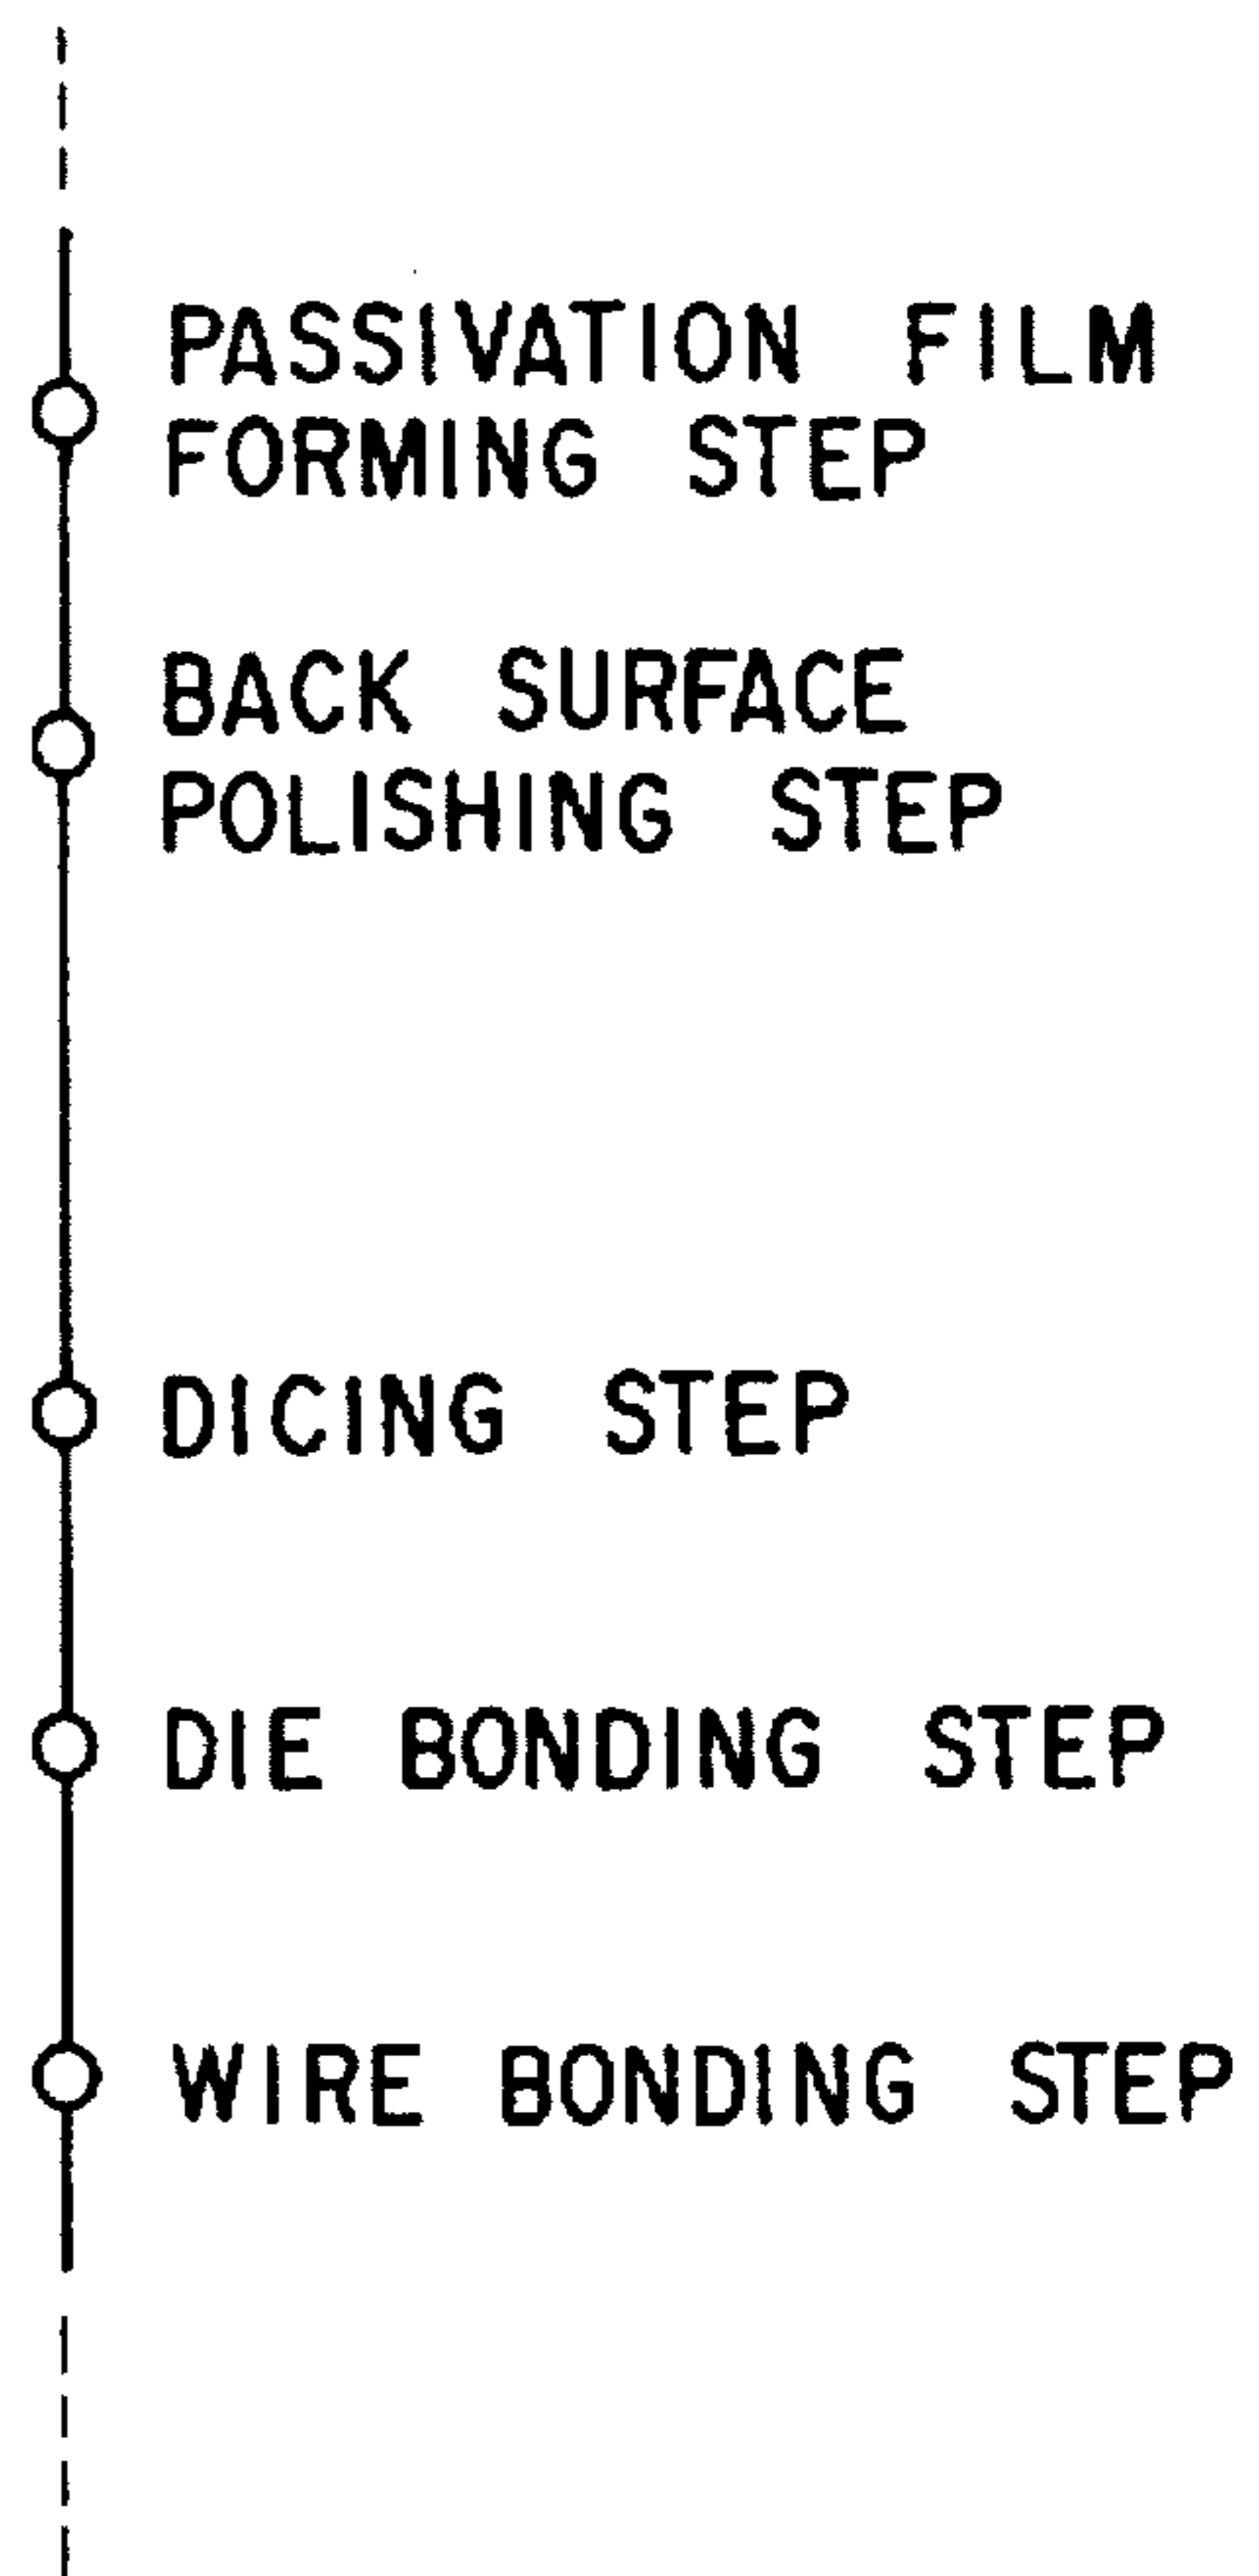 PASSIVATION FILM
FORMING STEP
BACK SURFACE
POLISHING STEP
DICING STEP
DIE BONDING STEP
WIRE BONDING STEP